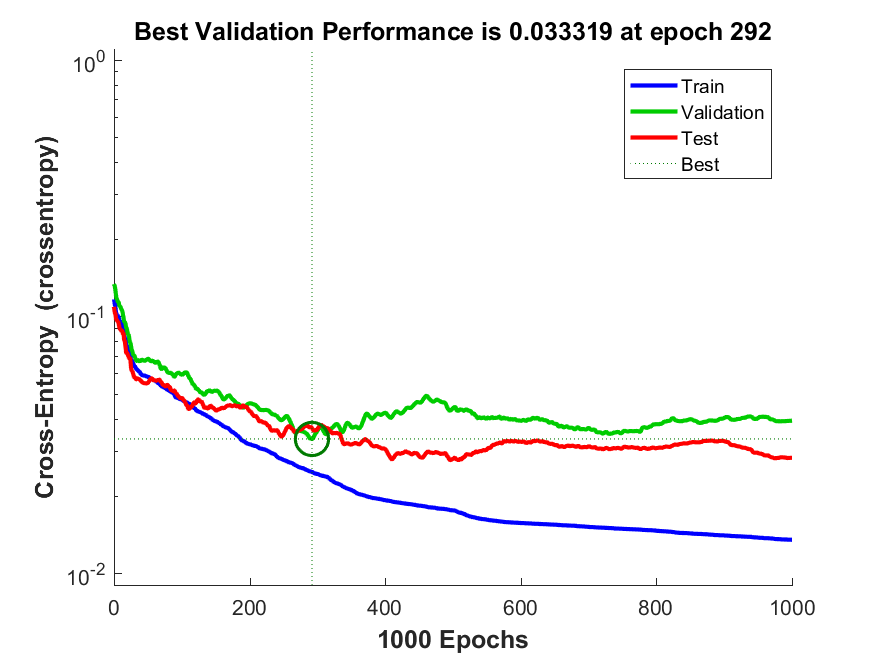 Best Validation Performance is 0.033319 at epoch 292
Cross-Entropy (crossentropy)
10^0
10^-1
10^-2
Train
Validation
Test
Best
0
200
400
600
800
1000
1000 Epochs